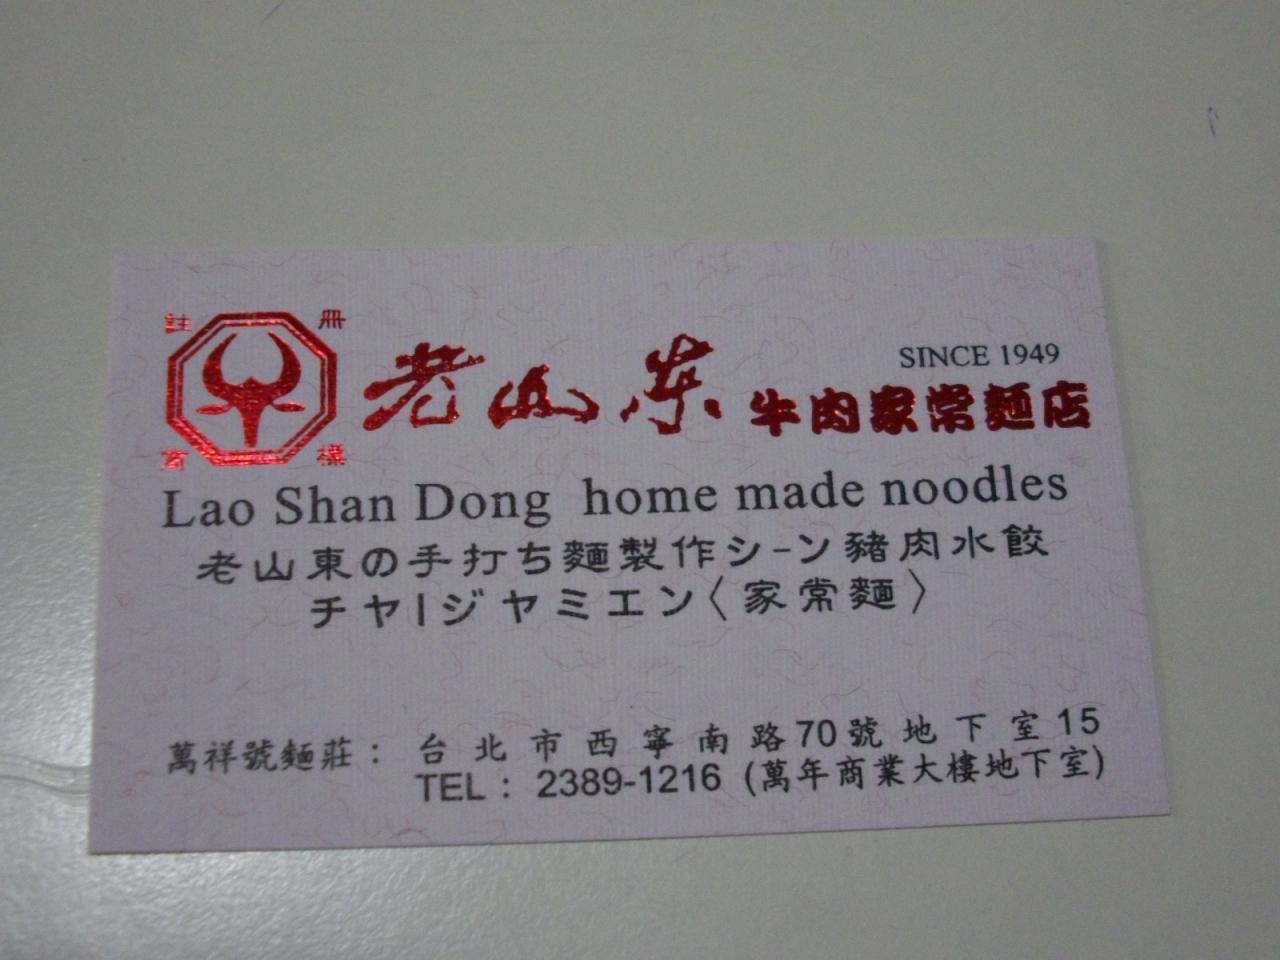 註冊
商標
老山东
SINCE 1949
牛肉家常麵店
Lao Shan Dong home made noodles
老山東の手打ち麵製作シーン豬肉水餃
チヤージヤミエン〈家常麵〉
萬祥號麵莊：台北市西寧南路70號地下室15
TEL：2389-1216 (萬年商業大樓地下室)